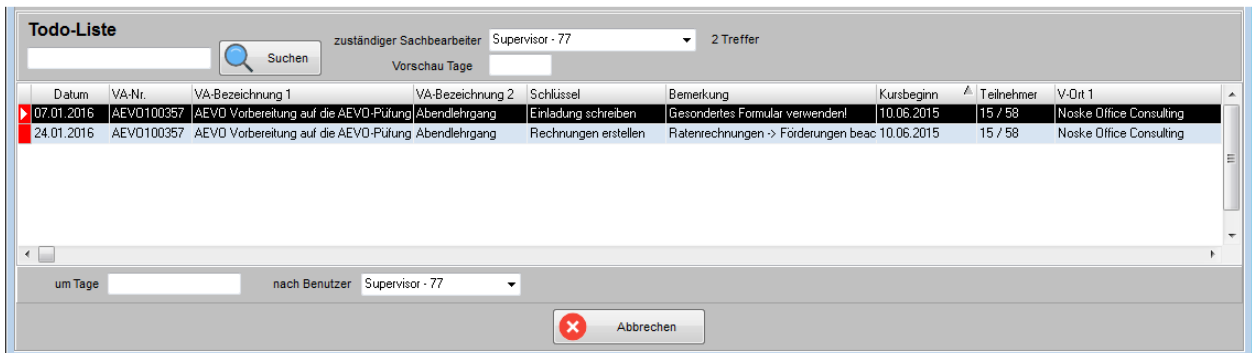 Todo-Liste
Suchen
zuständiger Sachbearbeiter Supervisor - 77 2 Treffer
Vorschau Tage
Datum VA-Nr. VA-Bezeichnung 1 VA-Bezeichnung 2 Schlüssel Bemerkung Kursbeginn Teilnehmer V-Ort 1
07.01.2016 AEVO100357 AEVO Vorbereitung auf die AEVO-Püfung Abendlehrgang Einladung schreiben Gesondertes Formular verwenden! 10.06.2015 15 / 58 Noske Office Consulting
24.01.2016 AEVO100357 AEVO Vorbereitung auf die AEVO-Püfung Abendlehrgang Rechnungen erstellen Ratenrechnungen -> Förderungen beac 10.06.2015 15 / 58 Noske Office Consulting
um Tage nach Benutzer Supervisor - 77
Abbrechen